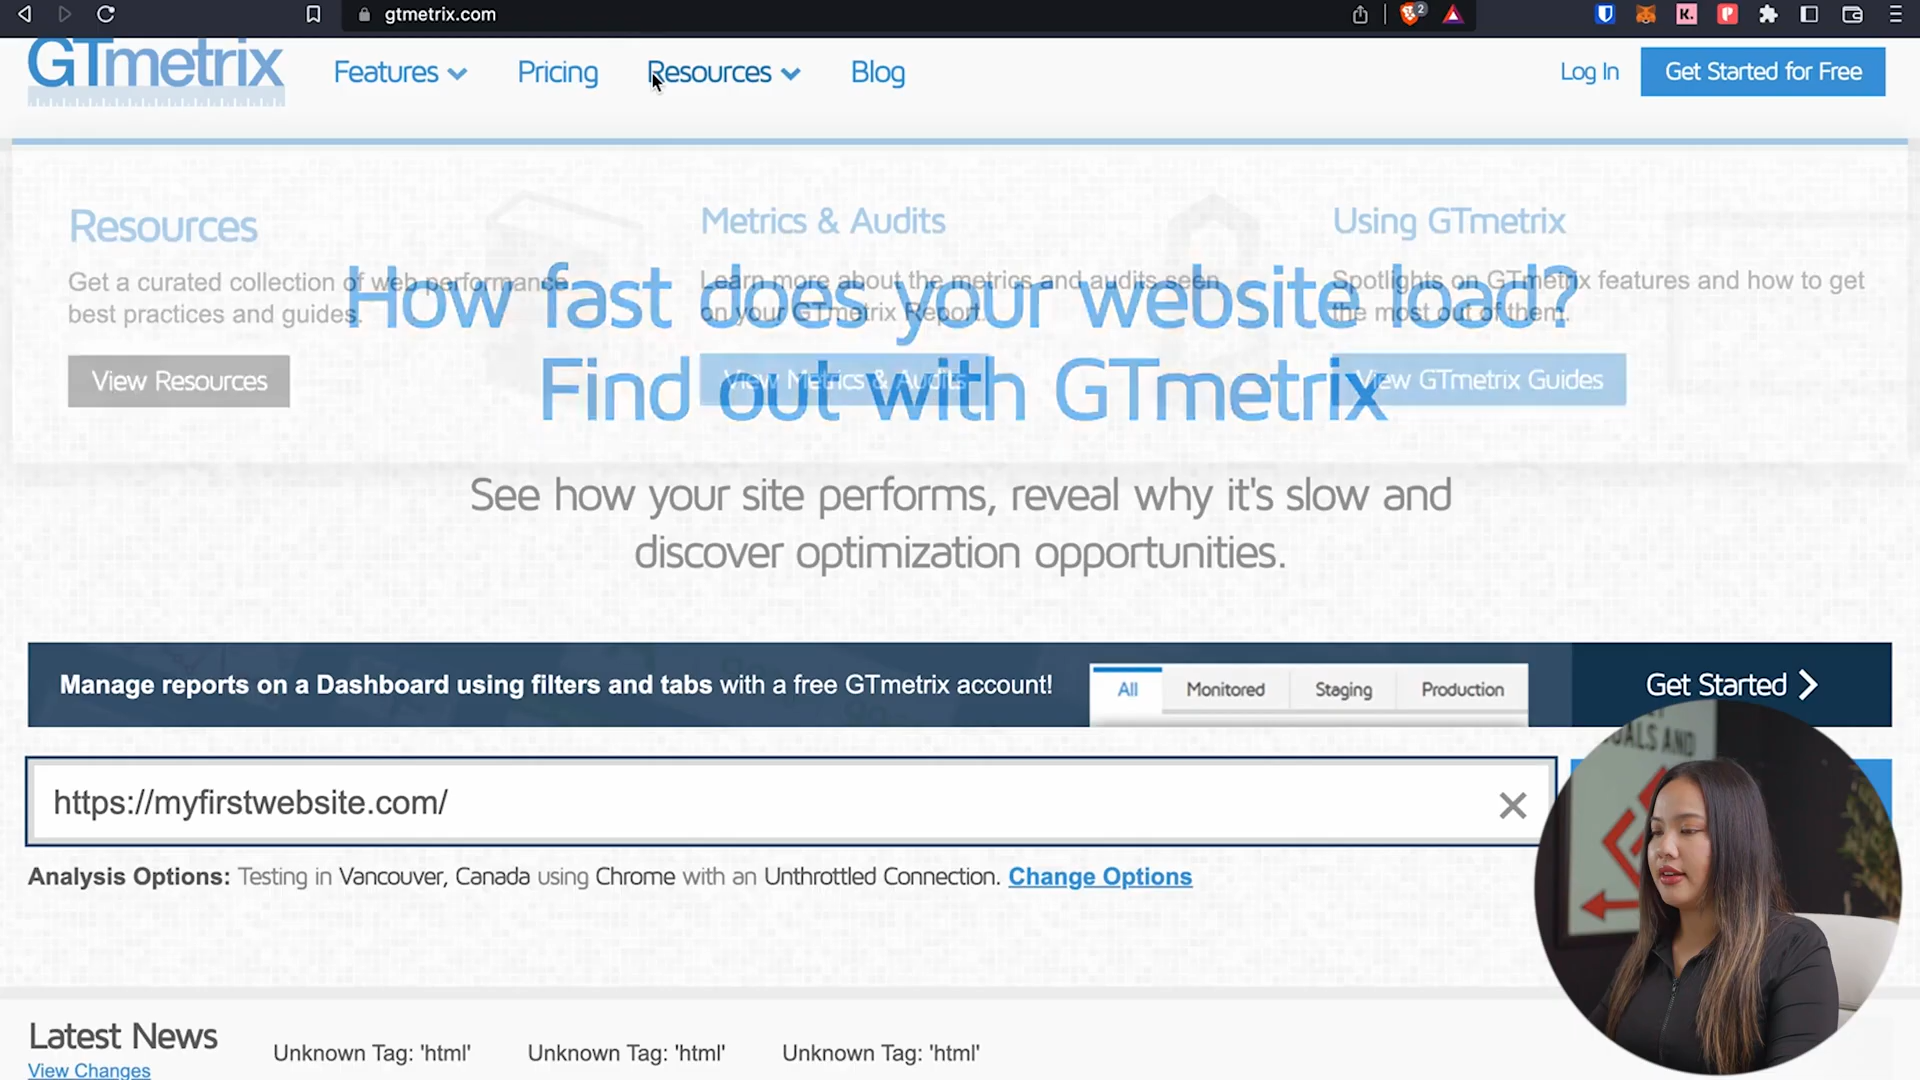 gtmetrix.com
2
K.
GTmetrix
Features
Pricing
Resources
Blog
Log In
Get Started for Free
Resources
Get a curated collection of web performance
best practices and guides.
View Resources
Metrics & Audits
Learn more about the metrics and audits seen
on your GTmetrix Report.
View Metrics & Audits
Using GTmetrix
Spotlights on GTmetrix features and how to get
the most out of them.
View GTmetrix Guides
How fast does your website load?
Find out with GTmetrix
See how your site performs, reveal why it's slow and
discover optimization opportunities.
Manage reports on a Dashboard using filters and tabs with a free GTmetrix account!
All
Monitored
Staging
Production
Get Started
https://myfirstwebsite.com/
Analysis Options: Testing in Vancouver, Canada using Chrome with an Unthrottled Connection. Change Options
Latest News
View Changes
Unknown Tag: 'html'
Unknown Tag: 'html'
Unknown Tag: 'html'